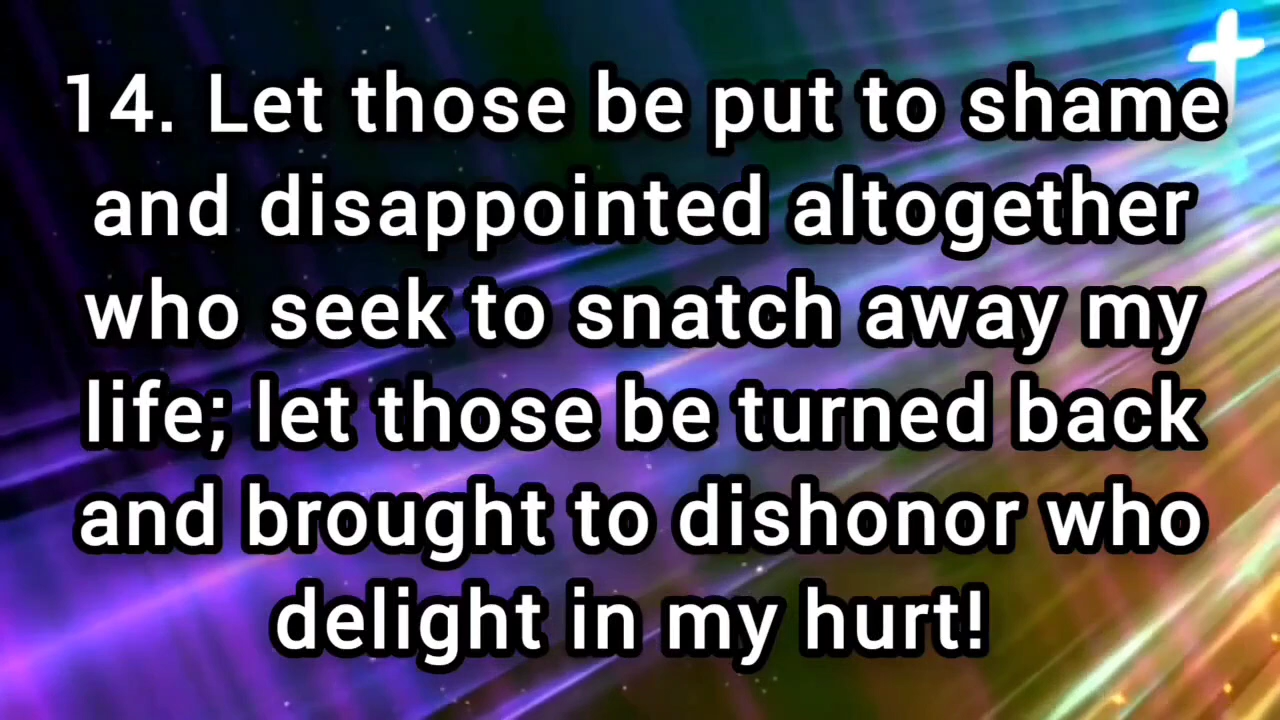 14. Let those be put to shame
and disappointed altogether
who seek to snatch away my
life; let those be turned back
and brought to dishonor who
delight in my hurt!